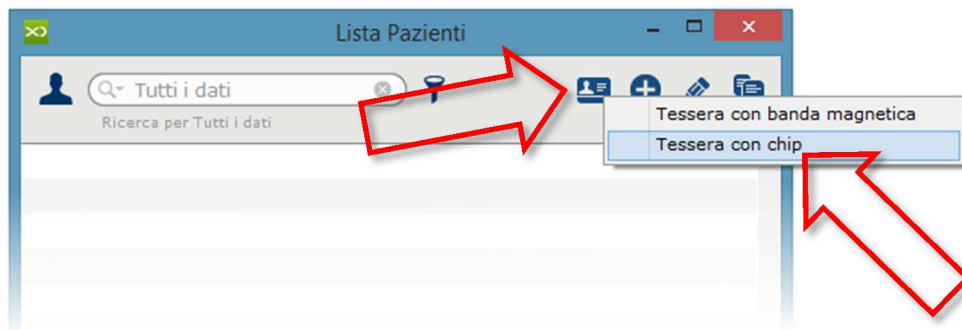 Lista Pazienti
Tutti i dati
Ricerca per Tutti i dati
Tessera con banda magnetica
Tessera con chip